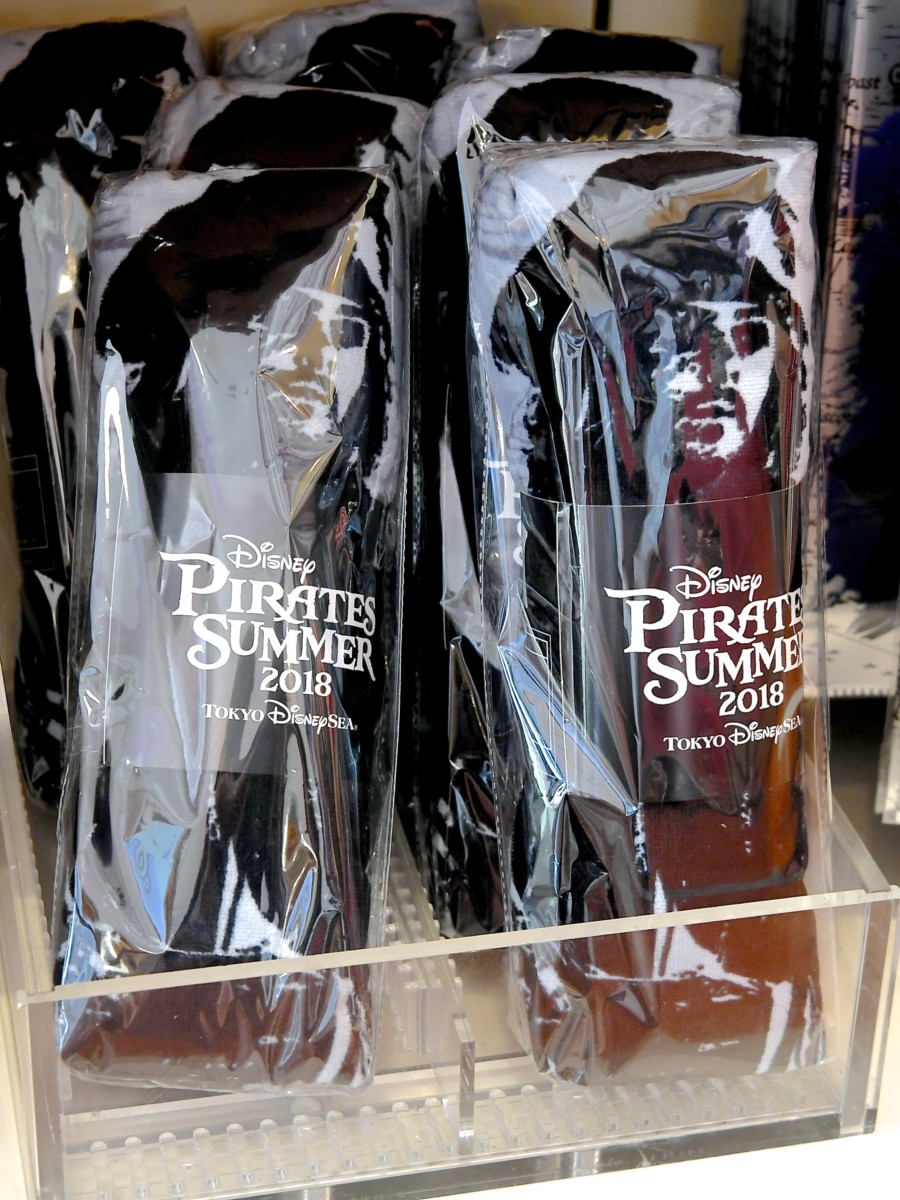 DISNEY
PIRATES
SUMMER
2018
TOKYO DISNEYSEA®
DISNEY
PIRATES
SUMMER
2018
TOKYO DISNEYSEA